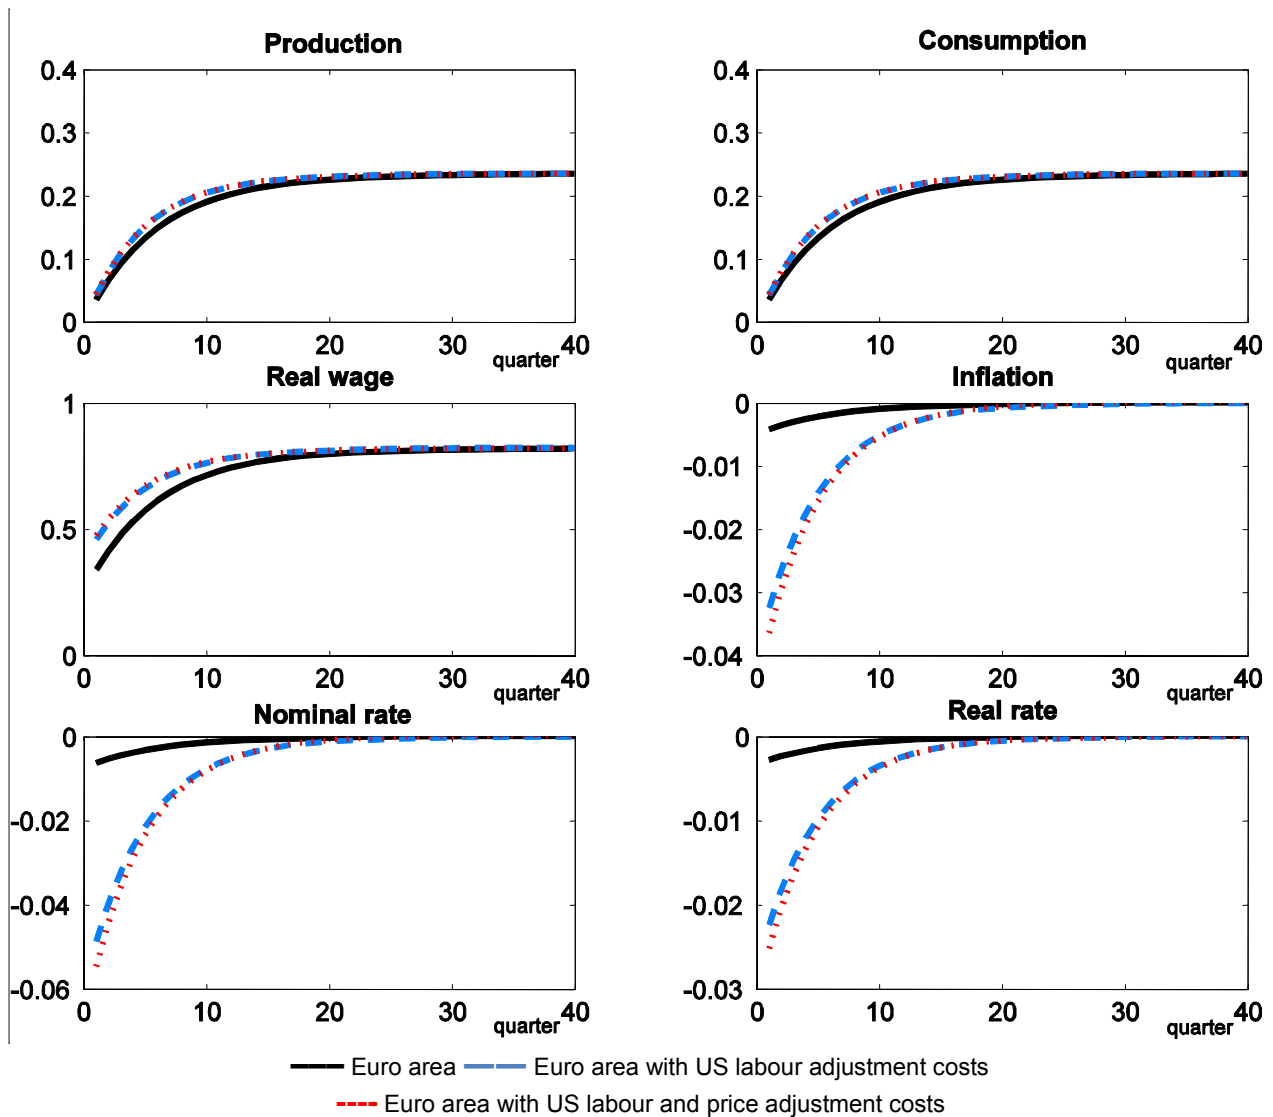 Production
0.4
0.3
0.2
0.1
0
0 10 20 30 40
quarter
Consumption
0.4
0.3
0.2
0.1
0
0 10 20 30 40
quarter
Real wage
1
0.5
0
0 10 20 30 40
quarter
Inflation
0
-0.01
-0.02
-0.03
-0.04
0 10 20 30 40
quarter
Nominal rate
0
-0.02
-0.04
-0.06
0 10 20 30 40
quarter
Real rate
0
-0.01
-0.02
-0.03
0 10 20 30 40
quarter
Euro area Euro area with US labour adjustment costs
Euro area with US labour and price adjustment costs